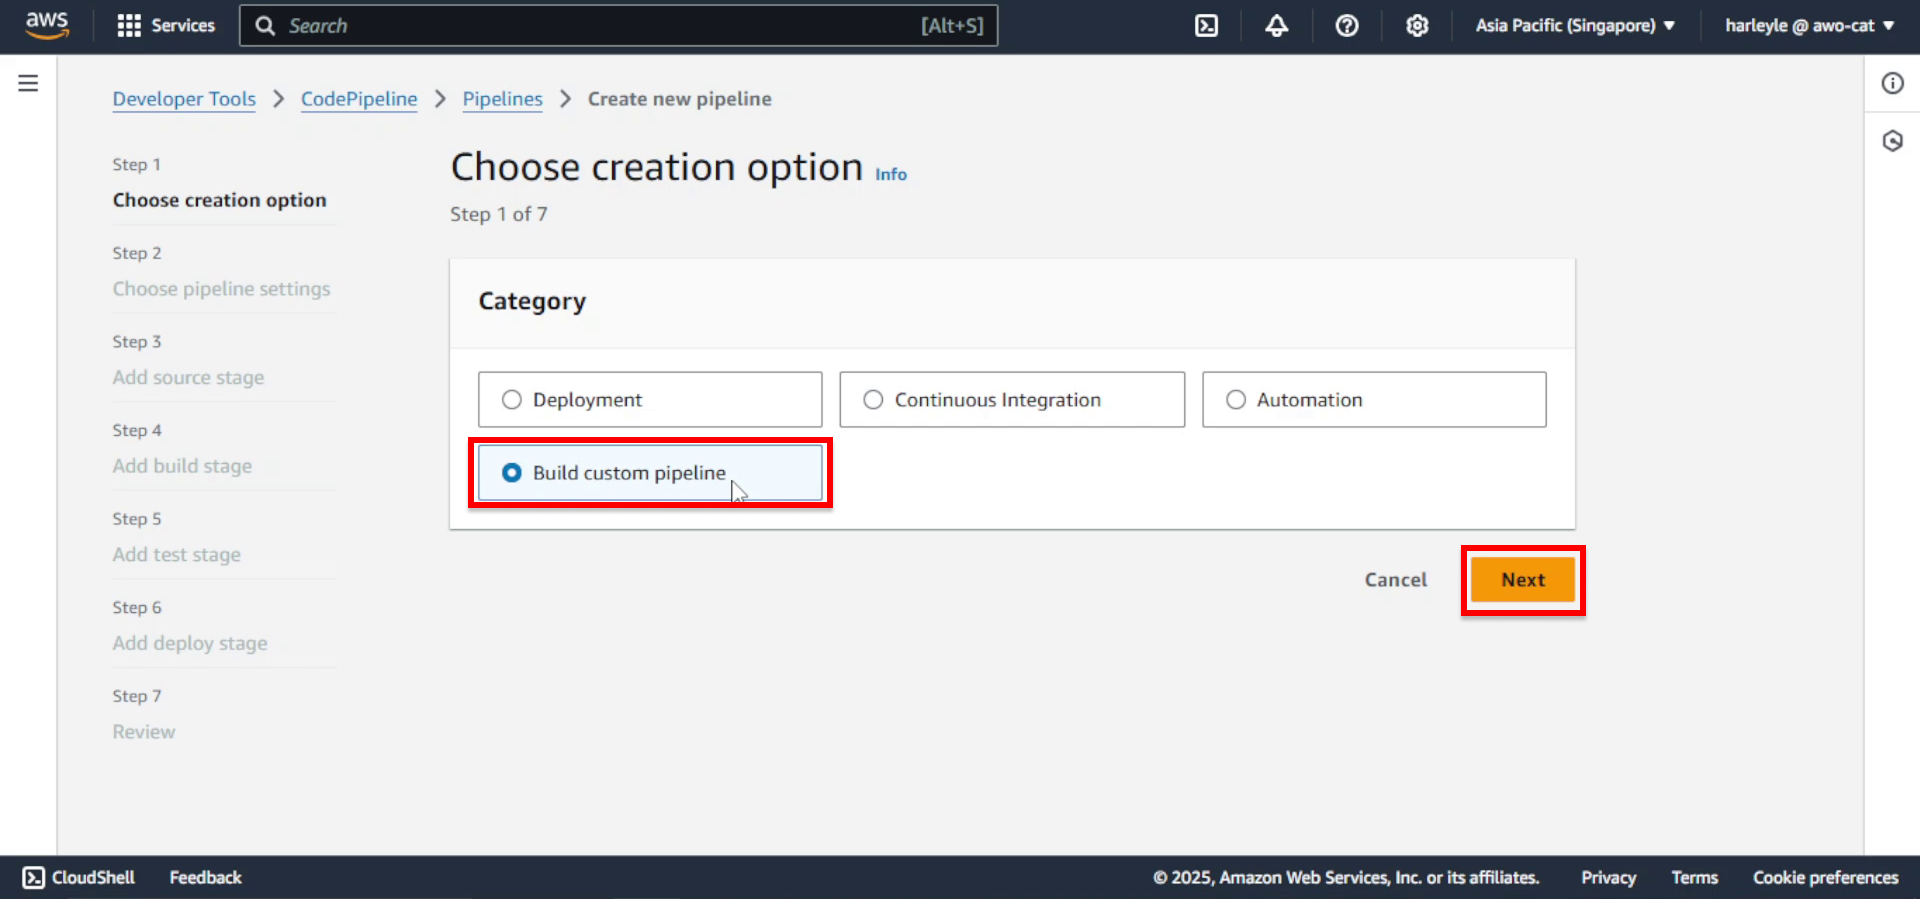 aws
Services
Search [Alt+S]
Asia Pacific (Singapore) ▼
harleyle @ awo-cat ▼
Developer Tools > CodePipeline > Pipelines > Create new pipeline
Step 1
Choose creation option
Step 2
Choose pipeline settings
Step 3
Add source stage
Step 4
Add build stage
Step 5
Add test stage
Step 6
Add deploy stage
Step 7
Review
Choose creation option Info
Step 1 of 7
Category
Deployment
Continuous Integration
Automation
Build custom pipeline
Cancel
Next
CloudShell
Feedback
© 2025, Amazon Web Services, Inc. or its affiliates.
Privacy
Terms
Cookie preferences